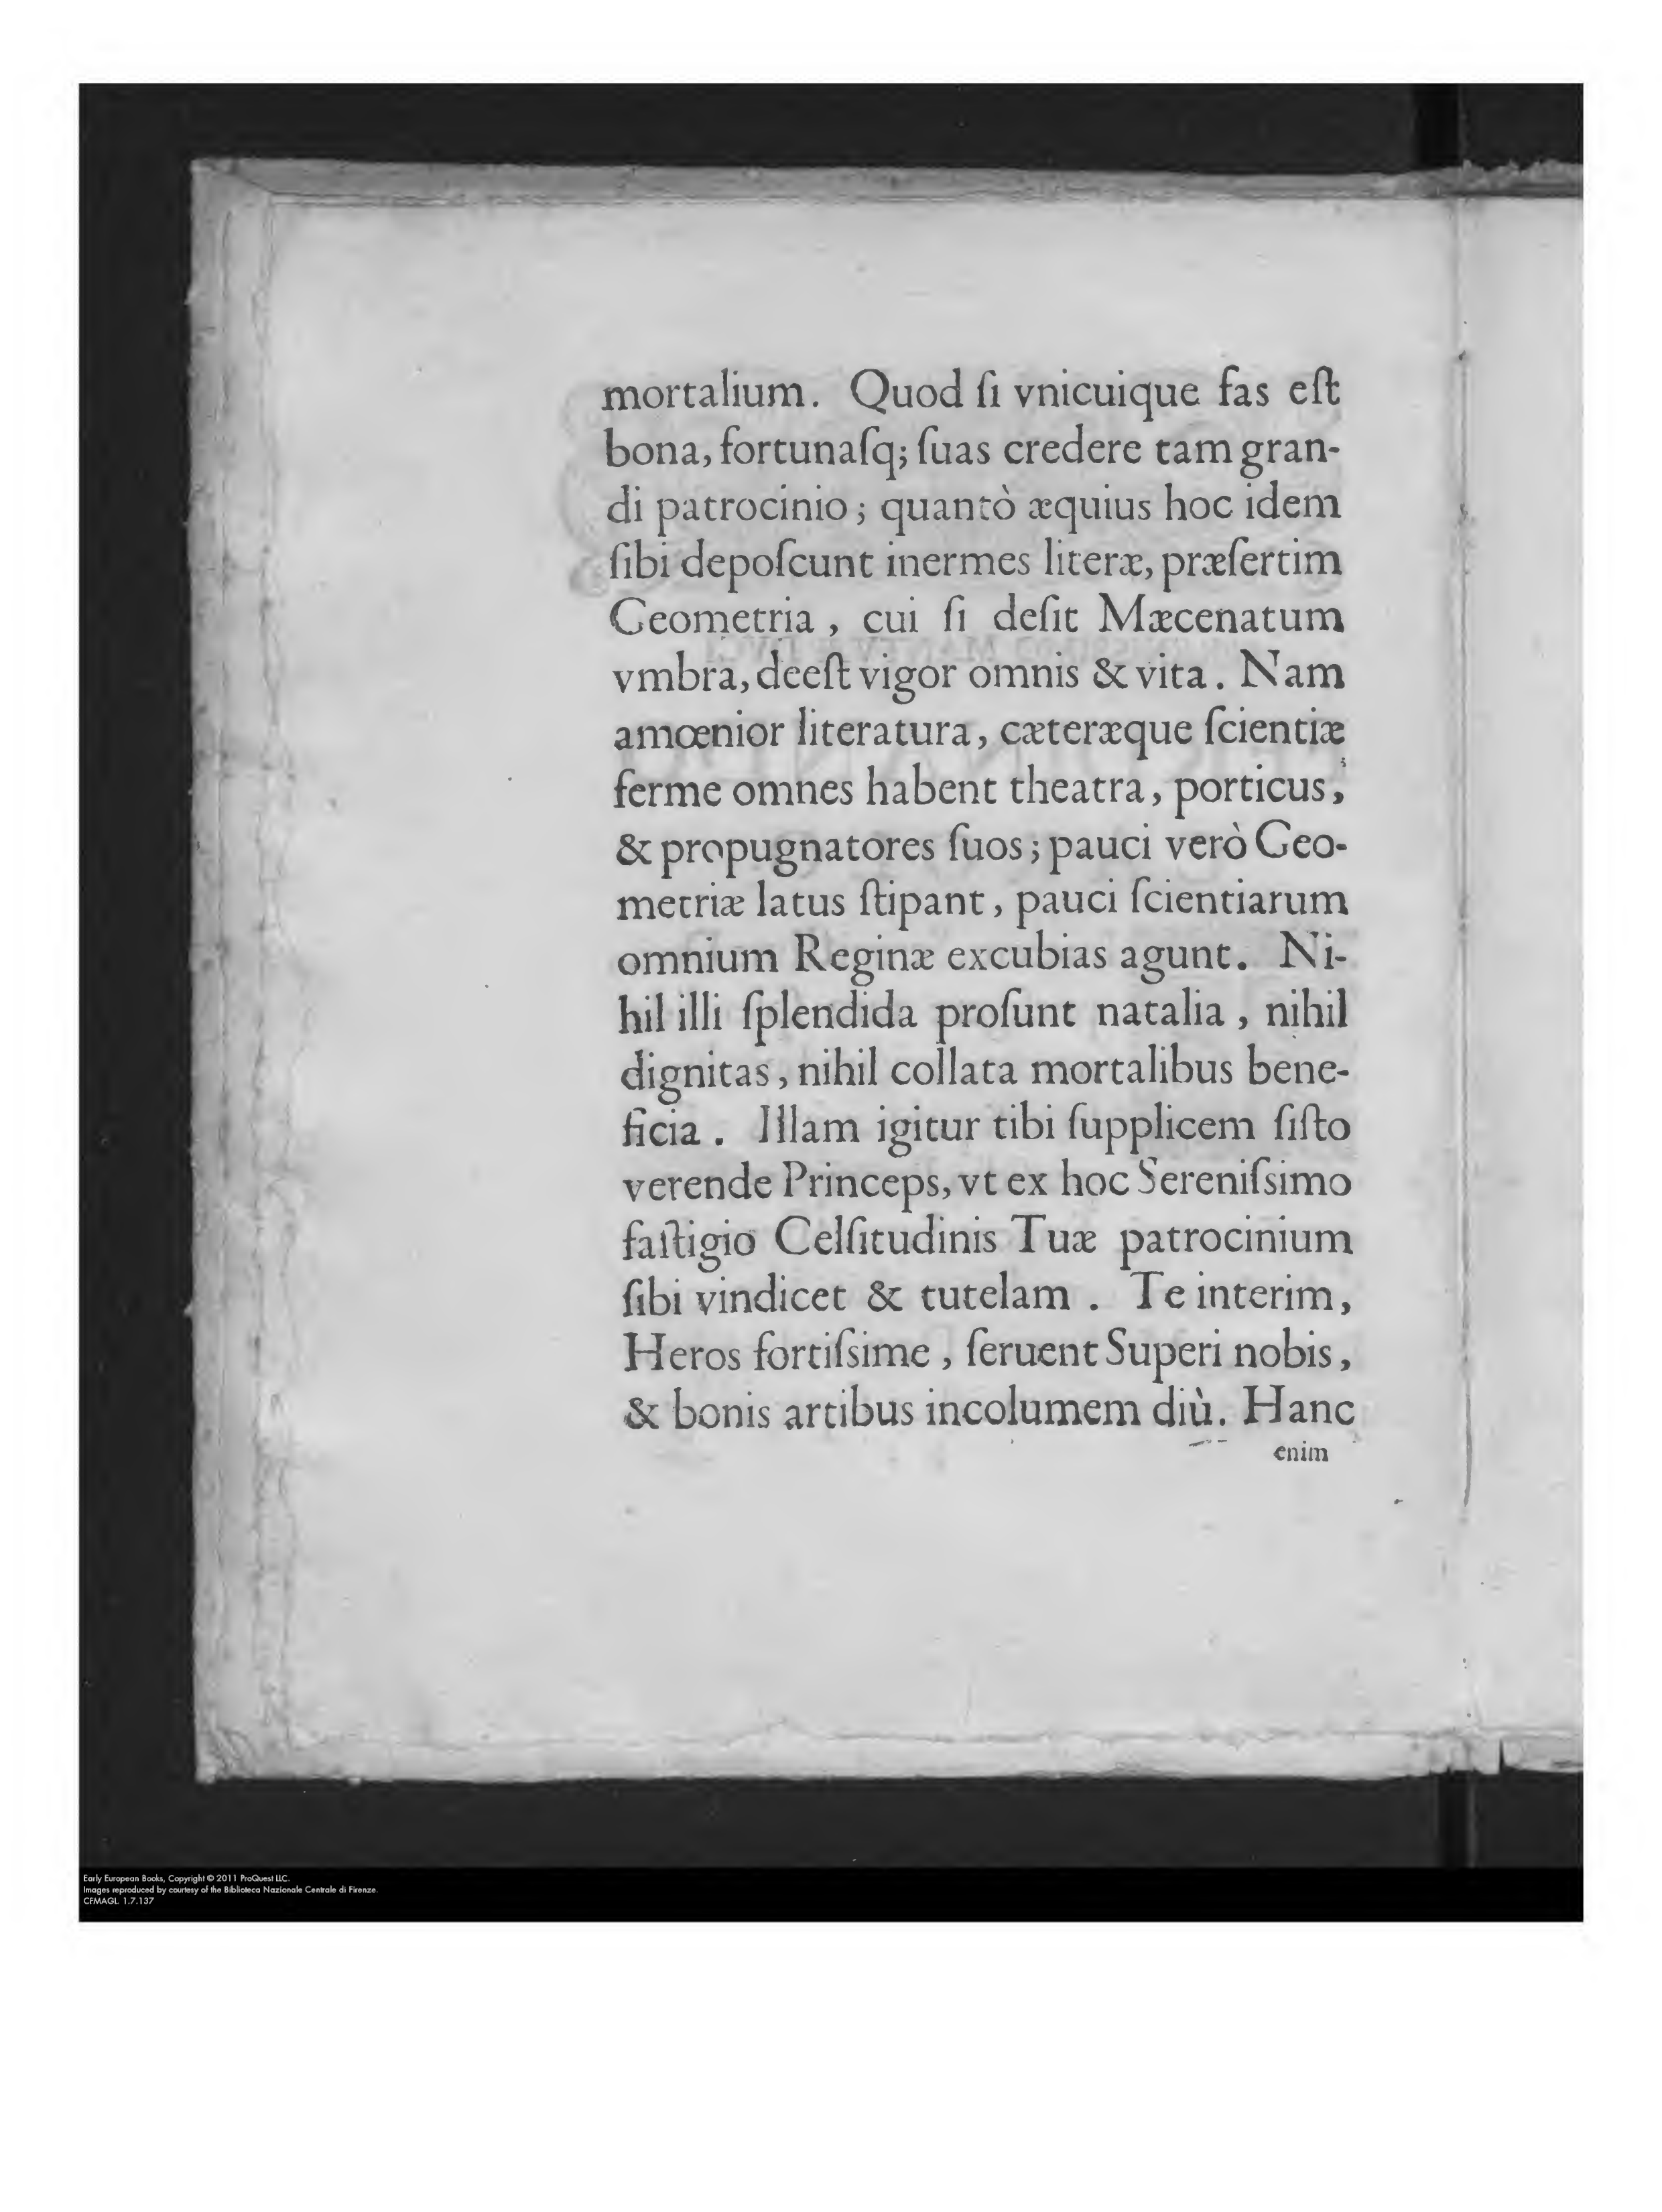 mortalium. Quod ſi vnicuique fas eſt
bona, fortunaſq; ſuas credere tam gran-
di patrocinio; quantò æquius hoc idem
ſibi depoſcunt inermes literæ, præſertim
Geometria, cui ſi deſit Mæcenatum
vmbra, deeſt vigor omnis & vita. Nam
amœnior literatura, cæteræque ſcientiæ
ferme omnes habent theatra, porticus,
& propugnatores ſuos; pauci verò Geo-
metriæ latus ſtipant, pauci ſcientiarum
omnium Reginæ excubias agunt. Ni-
hil illi ſplendida proſunt natalia, nihil
dignitas, nihil collata mortalibus bene-
ficia. Illam igitur tibi ſupplicem ſiſto
verende Princeps, vt ex hoc Sereniſsimo
faſtigio Celſitudinis Tuæ patrocinium
ſibi vindicet & tutelam. Te interim,
Heros fortiſsime, ſeruent Superi nobis,
& bonis artibus incolumem diù. Hanc
enim
Early European Books, Copyright © 2011 ProQuest LLC.
Images reproduced by courtesy of the Biblioteca Nazionale Centrale di Firenze.
CFMAGL. 1.7.137